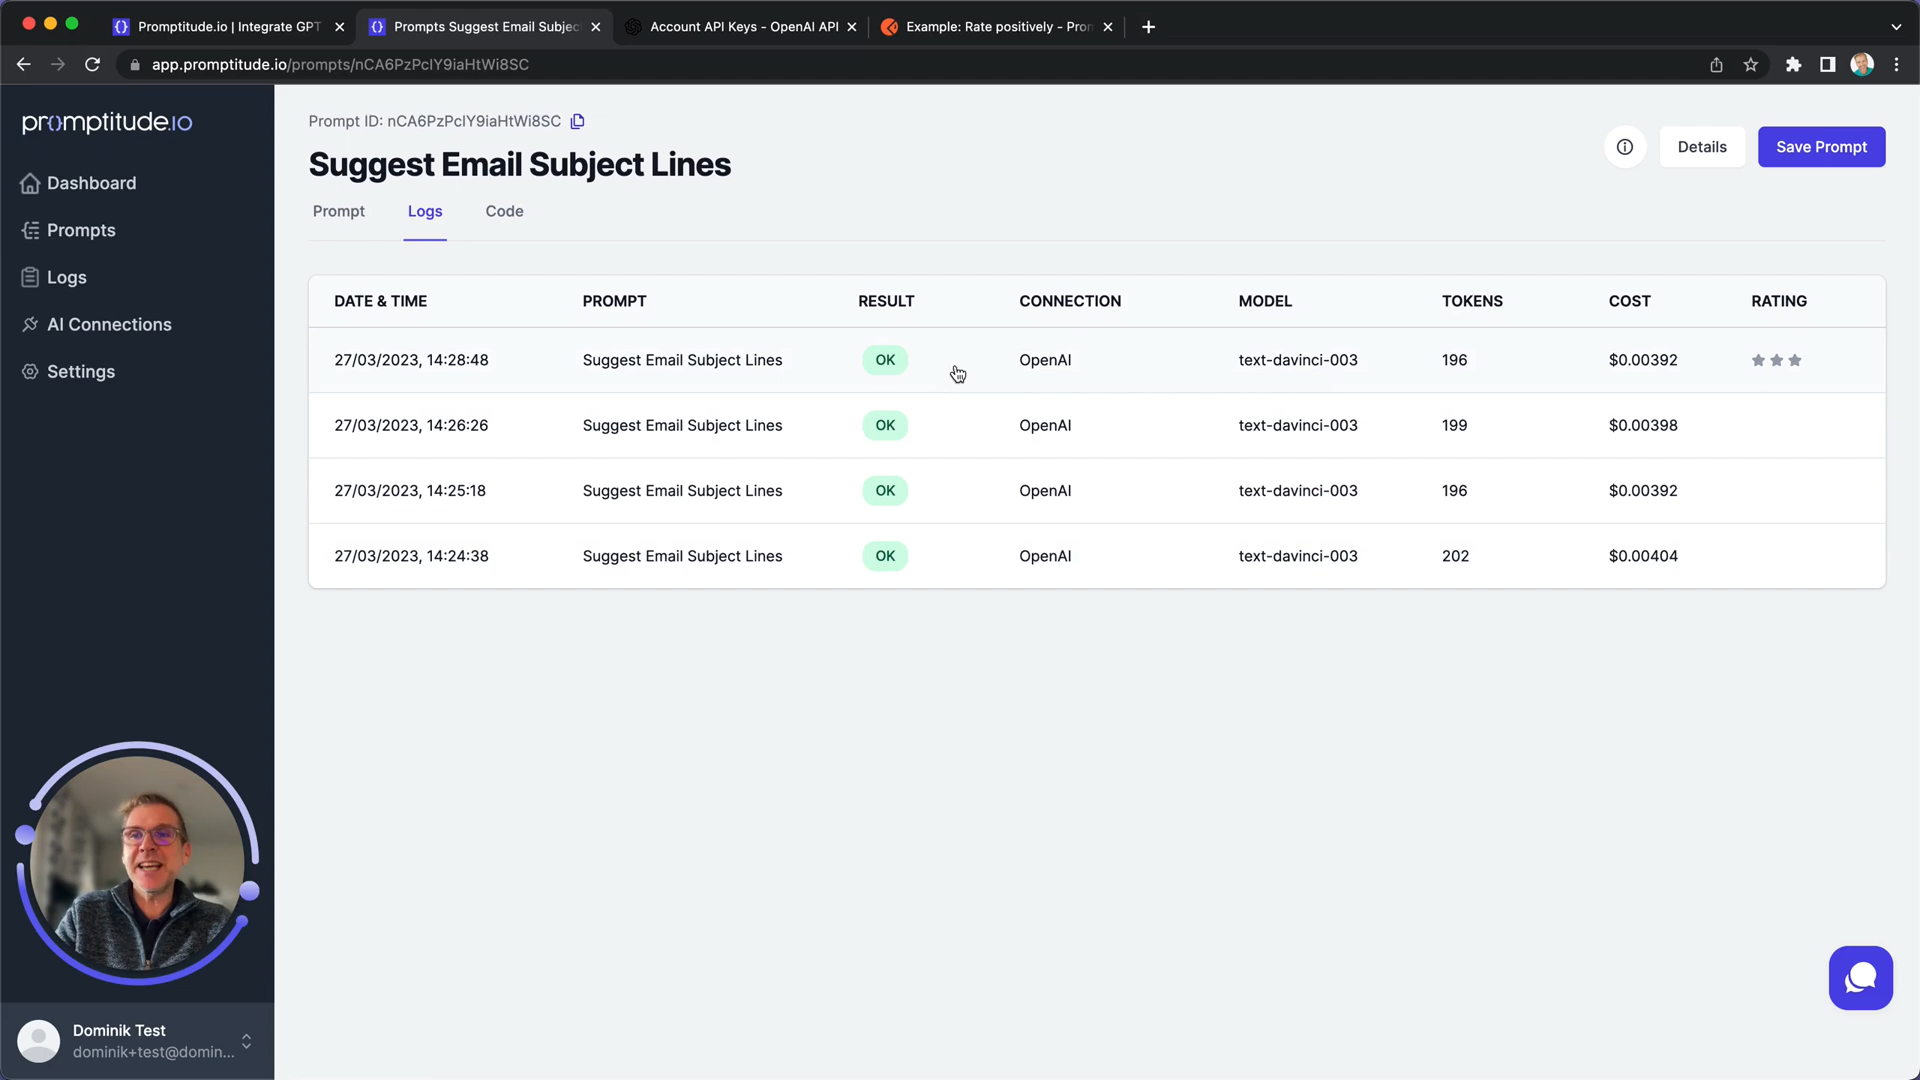 Promptitude.io | Integrate GPT
Prompts Suggest Email Subjec
Account API Keys - OpenAI API
Example: Rate positively - Pro
app.promptitude.io/prompts/nCA6PzPcIY9iaHtWi8SC
pr{}mptitude.io
Dashboard
Prompts
Logs
AI Connections
Settings
Dominik Test
dominik+test@domin...
Prompt ID: nCA6PzPcIY9iaHtWi8SC
Suggest Email Subject Lines
Details
Save Prompt
Prompt Logs Code
DATE & TIME PROMPT RESULT CONNECTION MODEL TOKENS COST RATING
27/03/2023, 14:28:48 Suggest Email Subject Lines OK OpenAI text-davinci-003 196 $0.00392
27/03/2023, 14:26:26 Suggest Email Subject Lines OK OpenAI text-davinci-003 199 $0.00398
27/03/2023, 14:25:18 Suggest Email Subject Lines OK OpenAI text-davinci-003 196 $0.00392
27/03/2023, 14:24:38 Suggest Email Subject Lines OK OpenAI text-davinci-003 202 $0.00404